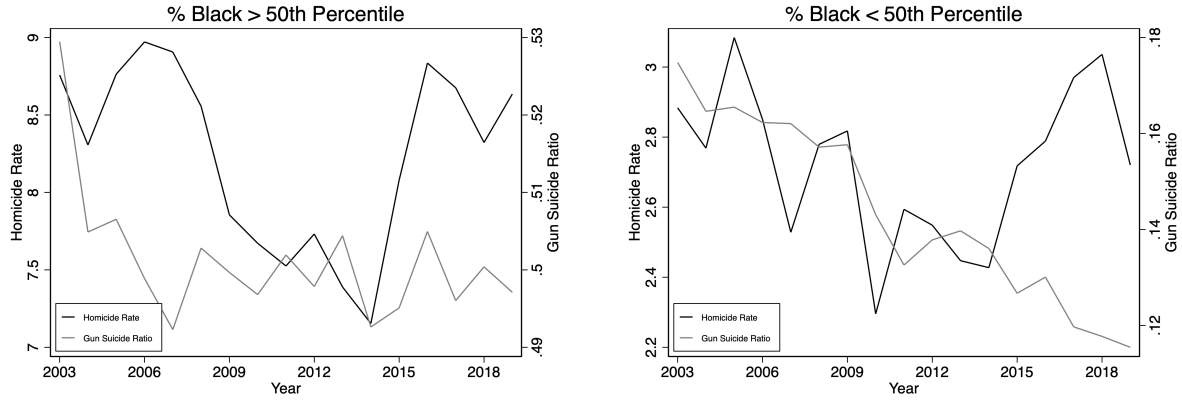 % Black > 50th Percentile
9
8.5
8
7.5
7
Homicide Rate
.53
.52
.51
.5
.49
Gun Suicide Ratio
Homicide Rate
Gun Suicide Ratio
2003 2006 2009 2012 2015 2018
Year
% Black < 50th Percentile
3
2.8
2.6
2.4
2.2
Homicide Rate
.18
.16
.14
.12
Gun Suicide Ratio
Homicide Rate
Gun Suicide Ratio
2003 2006 2009 2012 2015 2018
Year